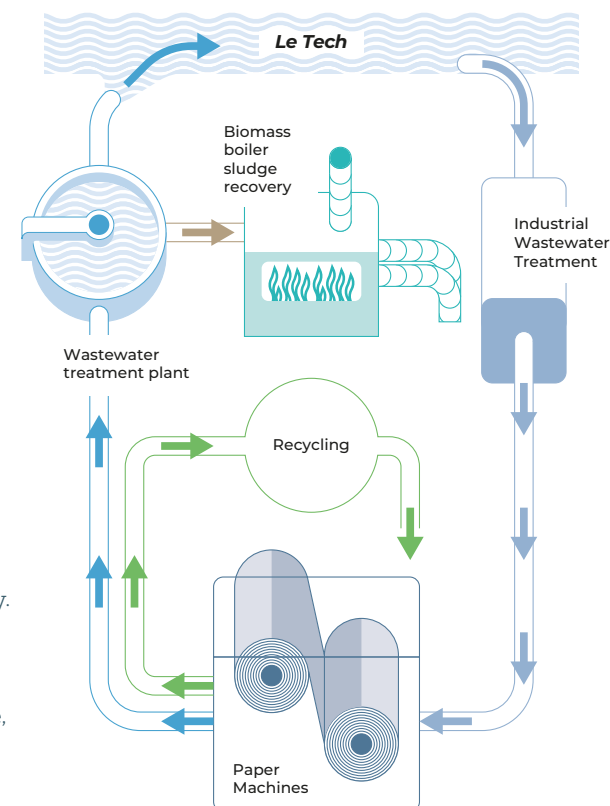 Le Tech
Biomass
boiler
sludge
recovery
Industrial
Wastewater
Treatment
Wastewater
treatment plant
Recycling
y.
Paper
Machines